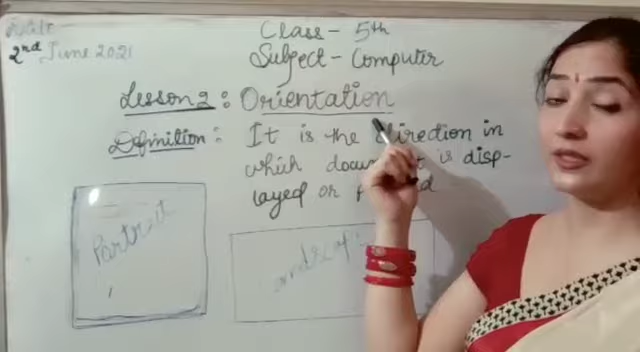 Date
2nd June 2021
Class - 5th
Subject - Computer
Lesson 2 : Orientation
Definition : It is the direction in
which is disp-
layed or
Portrait